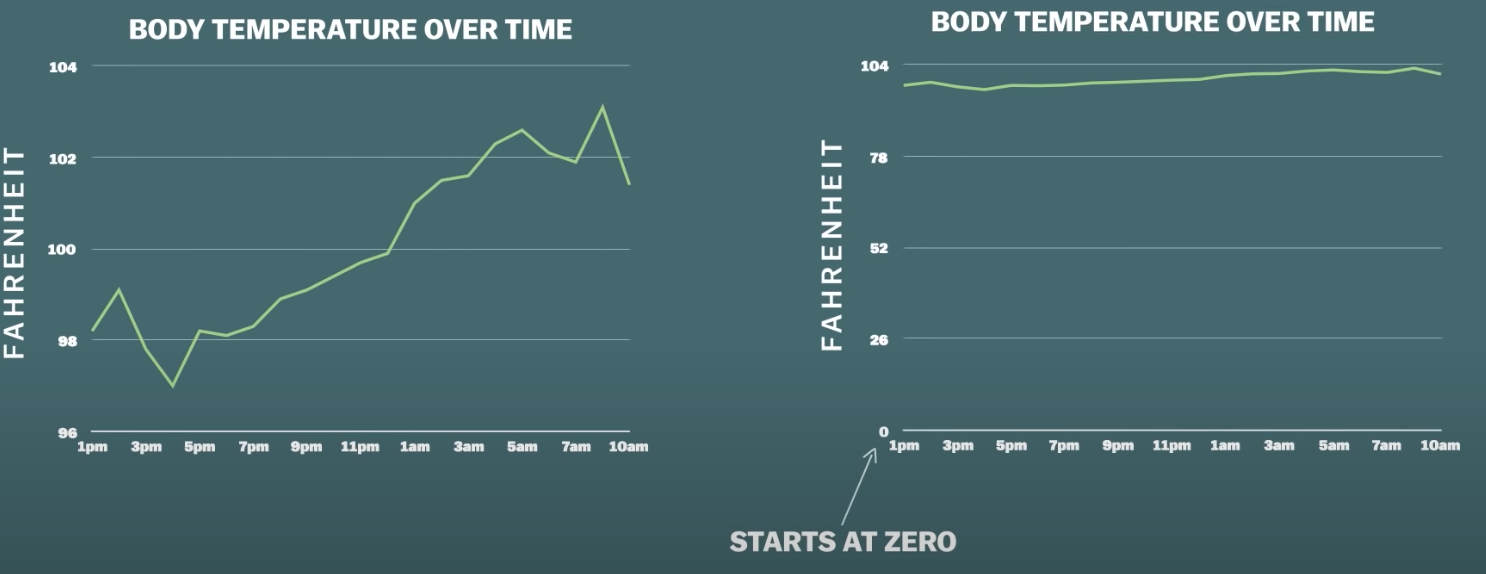 BODY TEMPERATURE OVER TIME
FAHRENHEIT
104
102
100
98
96
1pm 3pm 5pm 7pm 9pm 11pm 1am 3am 5am 7am 10am
BODY TEMPERATURE OVER TIME
FAHRENHEIT
104
78
52
26
0
1pm 3pm 5pm 7pm 9pm 11pm 1am 3am 5am 7am 10am
STARTS AT ZERO